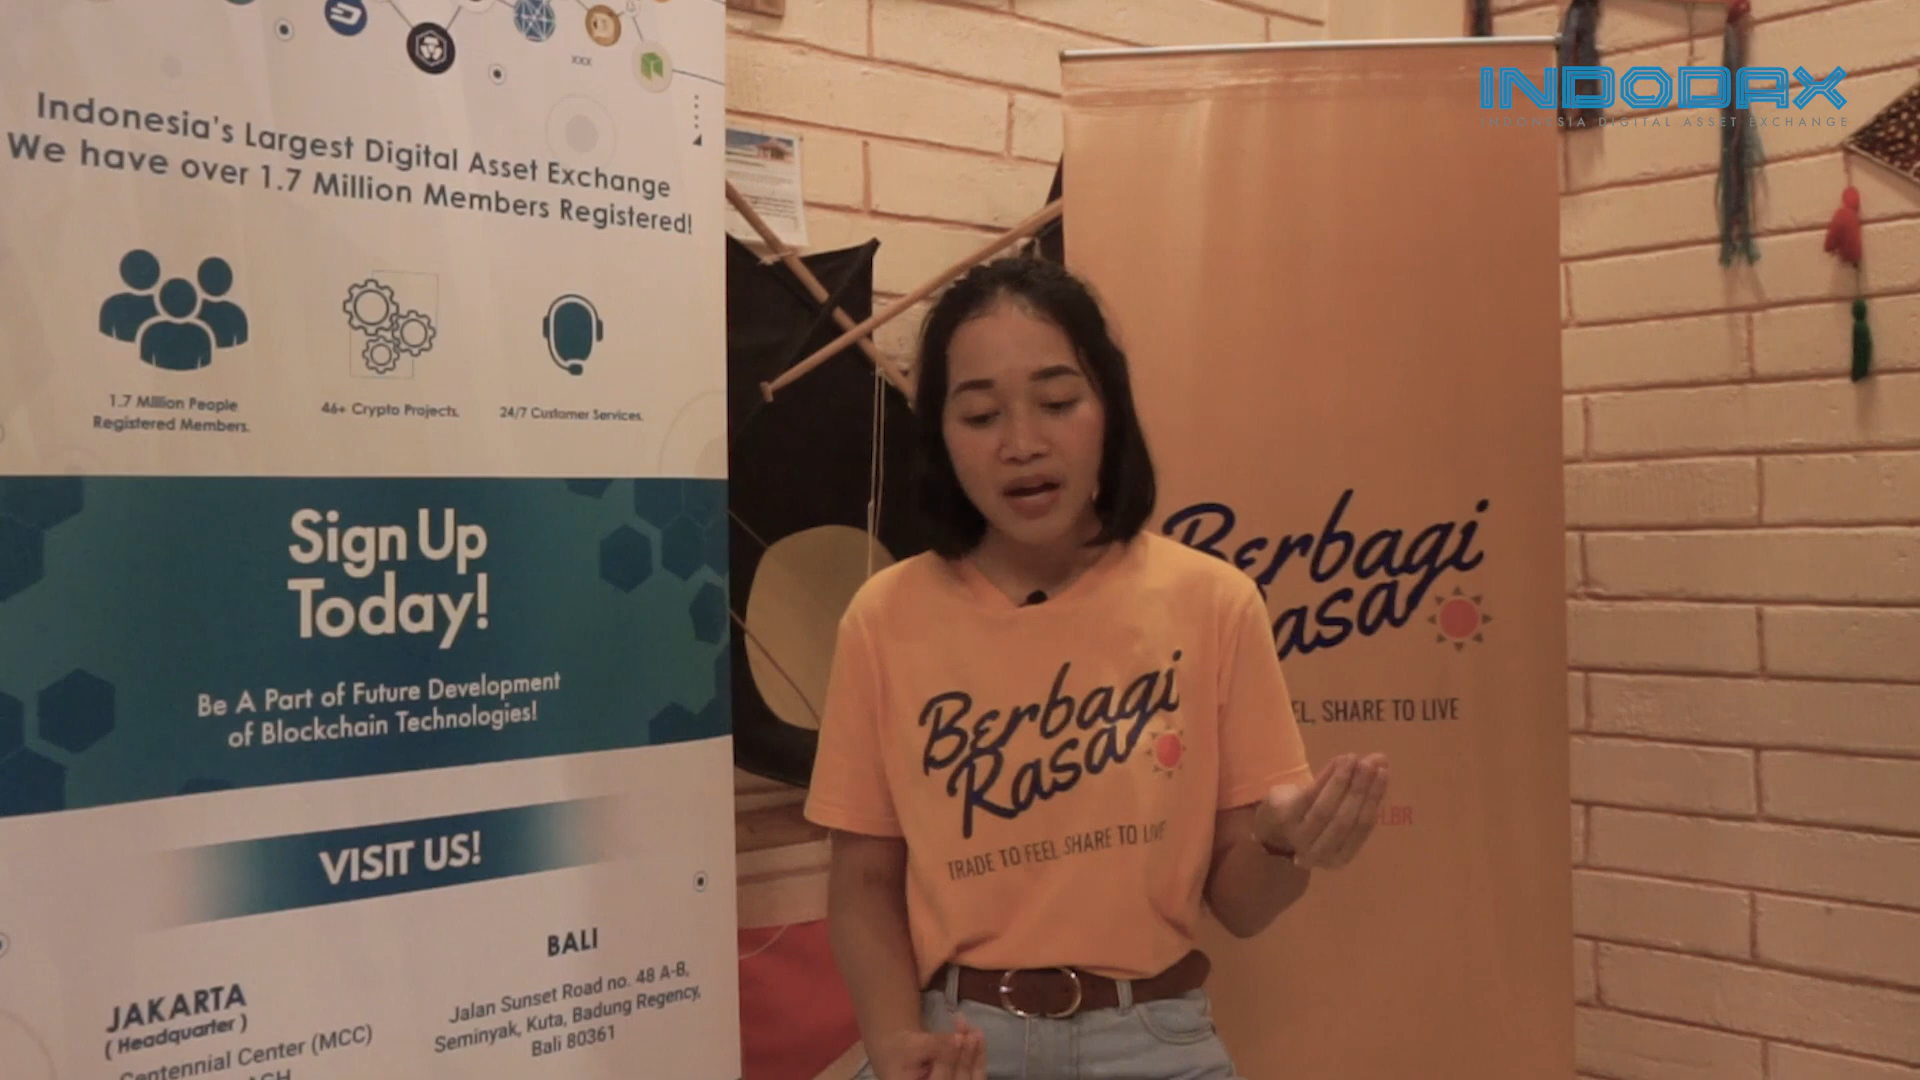 INDODAX
INDONESIA DIGITAL ASSET EXCHANGE
XXX
Indonesia's Largest Digital Asset Exchange
We have over 1.7 Million Members Registered!
1.7 Million People
Registered Members.
46+ Crypto Projects.
24/7 Customer Services.
Sign Up
Today!
Be A Part of Future Development
of Blockchain Technologies!
VISIT US!
JAKARTA
( Headquarter )
Centennial Center (MCC)
BALI
Jalan Sunset Road no. 48 A-B,
Seminyak, Kuta, Badung Regency,
Bali 80361
Berbagi
Rasa
TRADE TO FEEL SHARE TO LIVE
Berbagi
Rasa
EL, SHARE TO LIVE
H.BR